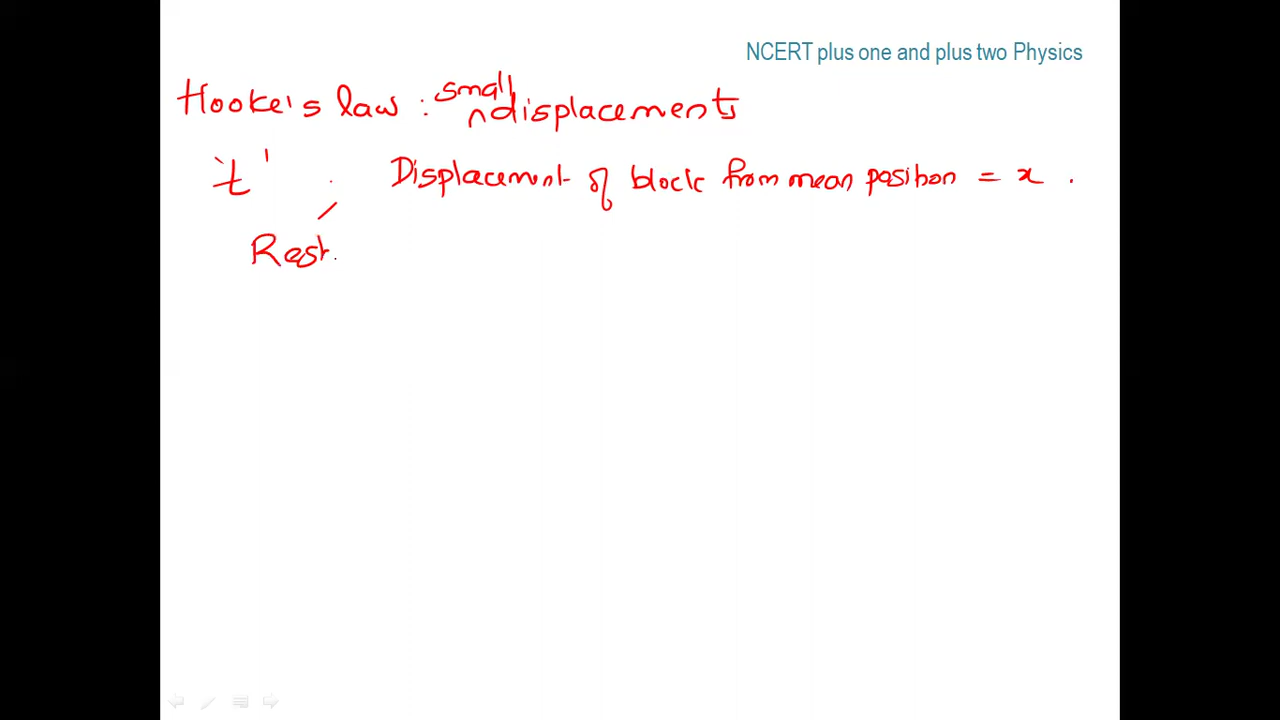 NCERT plus one and plus two Physics
Hooke's law : small displacements
't' Displacement of block from mean position = x .
Rest